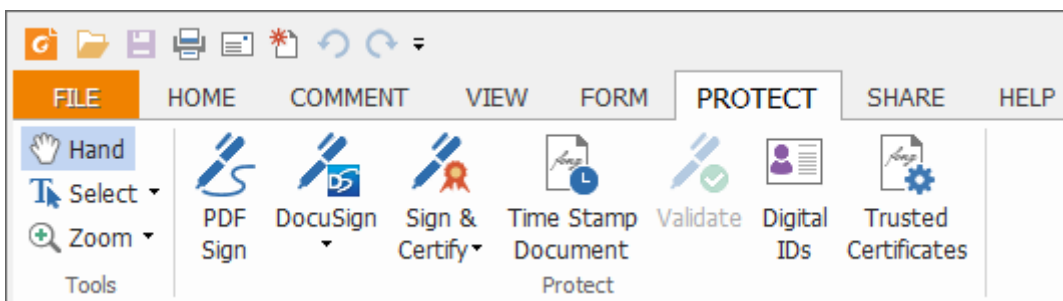 FILE HOME COMMENT VIEW FORM PROTECT SHARE HELP
Hand
Select
Zoom
Tools
PDF
Sign
DocuSign
Sign &
Certify
Time Stamp
Document
Validate
Digital
IDs
Trusted
Certificates
Protect